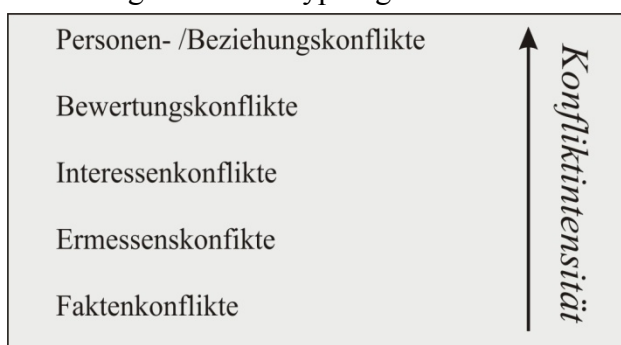 Personen- /Beziehungskonflikte
Bewertungskonflikte
Interessenkonflikte
Ermessenskonfikte
Faktenkonflikte
Konfliktintensität